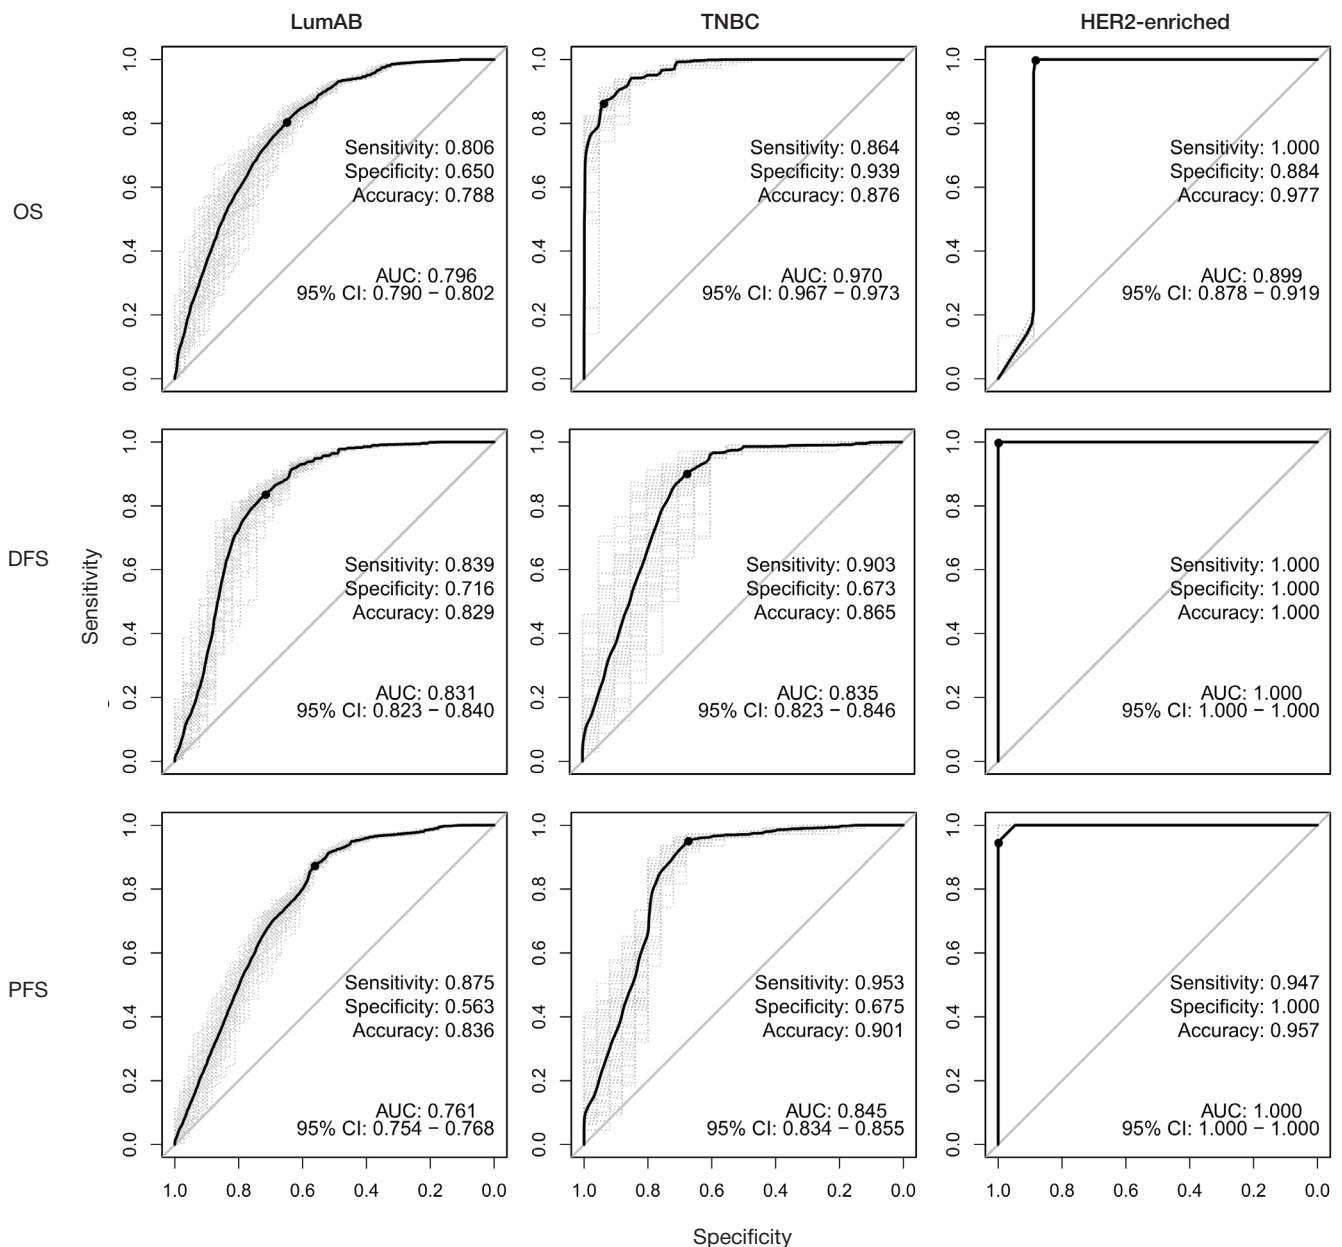 LumAB TNBC HER2-enriched
OS
0.0 0.2 0.4 0.6 0.8 1.0
Sensitivity: 0.806
Specificity: 0.650
Accuracy: 0.788
AUC: 0.796
95% CI: 0.790 – 0.802
0.0 0.2 0.4 0.6 0.8 1.0
Sensitivity: 0.864
Specificity: 0.939
Accuracy: 0.876
AUC: 0.970
95% CI: 0.967 – 0.973
0.0 0.2 0.4 0.6 0.8 1.0
Sensitivity: 1.000
Specificity: 0.884
Accuracy: 0.977
AUC: 0.899
95% CI: 0.878 – 0.919
DFS
Sensitivity
0.0 0.2 0.4 0.6 0.8 1.0
Sensitivity: 0.839
Specificity: 0.716
Accuracy: 0.829
AUC: 0.831
95% CI: 0.823 – 0.840
0.0 0.2 0.4 0.6 0.8 1.0
Sensitivity: 0.903
Specificity: 0.673
Accuracy: 0.865
AUC: 0.835
95% CI: 0.823 – 0.846
0.0 0.2 0.4 0.6 0.8 1.0
Sensitivity: 1.000
Specificity: 1.000
Accuracy: 1.000
AUC: 1.000
95% CI: 1.000 – 1.000
PFS
0.0 0.2 0.4 0.6 0.8 1.0
Sensitivity: 0.875
Specificity: 0.563
Accuracy: 0.836
AUC: 0.761
95% CI: 0.754 – 0.768
0.0 0.2 0.4 0.6 0.8 1.0
Sensitivity: 0.953
Specificity: 0.675
Accuracy: 0.901
AUC: 0.845
95% CI: 0.834 – 0.855
0.0 0.2 0.4 0.6 0.8 1.0
Sensitivity: 0.947
Specificity: 1.000
Accuracy: 0.957
AUC: 1.000
95% CI: 1.000 – 1.000
1.0 0.8 0.6 0.4 0.2 0.0
1.0 0.8 0.6 0.4 0.2 0.0
1.0 0.8 0.6 0.4 0.2 0.0
Specificity